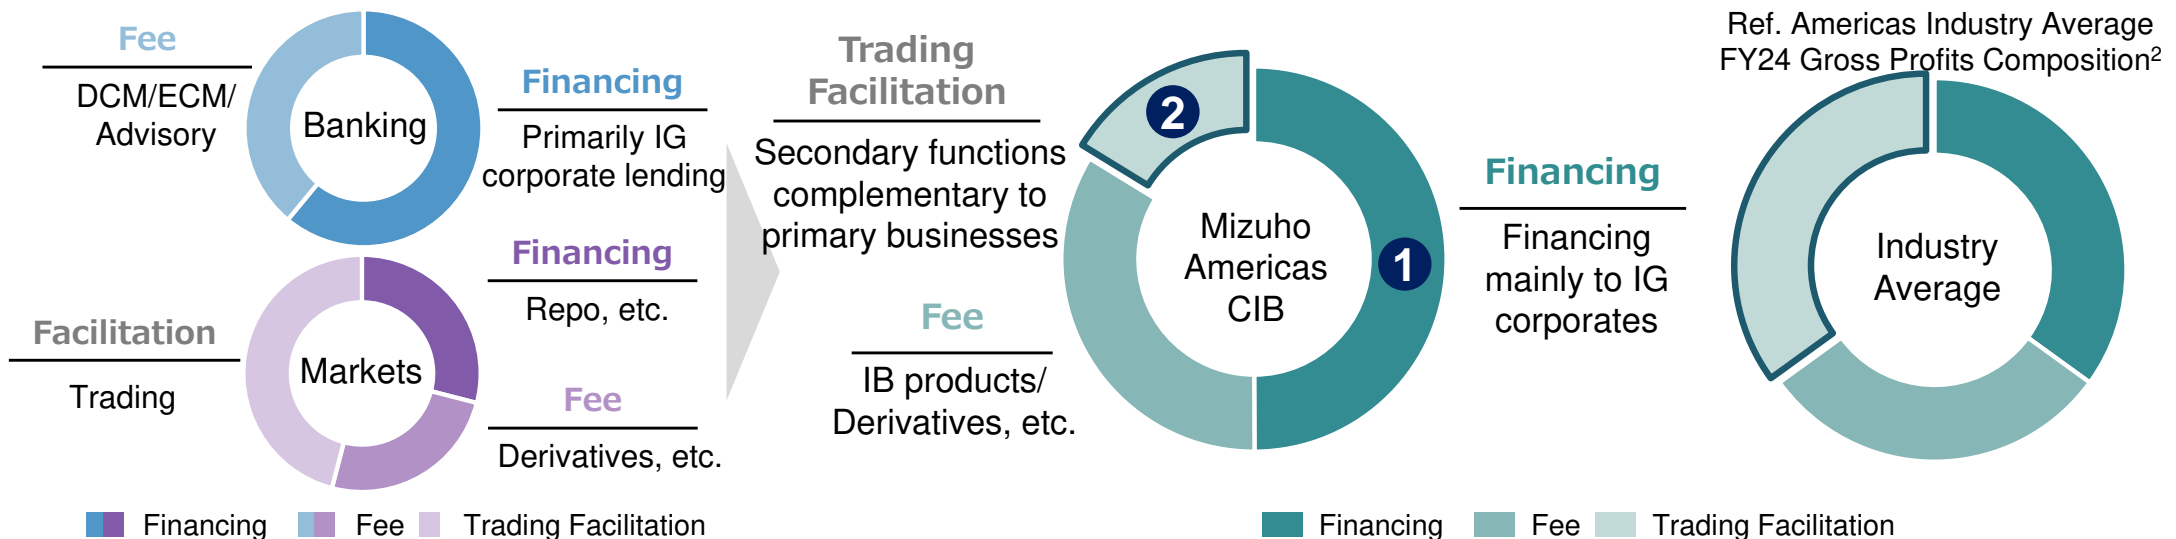 Fee
DCM/ECM/
Advisory
Banking
Financing
Primarily IG
corporate lending
Financing
Repo, etc.
Facilitation
Trading
Markets
Fee
Derivatives, etc.
Financing
Fee
Trading Facilitation
Trading
Facilitation
Secondary functions
complementary to
primary businesses
Fee
IB products/
Derivatives, etc.
2
Mizuho
Americas
CIB
1
Financing
Financing
mainly to IG
corporates
Ref. Americas Industry Average
FY24 Gross Profits Composition²
Industry
Average
Financing
Fee
Trading Facilitation